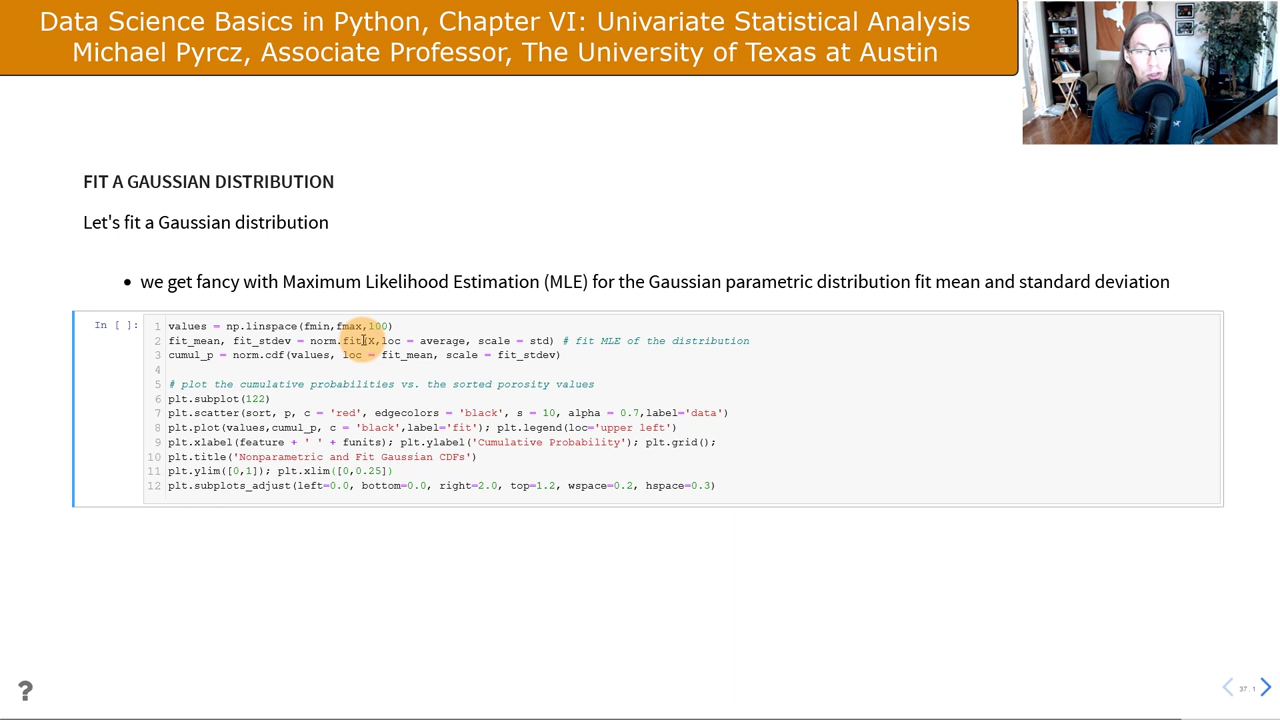 Data Science Basics in Python, Chapter VI: Univariate Statistical Analysis
Michael Pyrcz, Associate Professor, The University of Texas at Austin
FIT A GAUSSIAN DISTRIBUTION
Let's fit a Gaussian distribution
• we get fancy with Maximum Likelihood Estimation (MLE) for the Gaussian parametric distribution fit mean and standard deviation
In [ ]:
1 values = np.linspace(fmin,fmax,100)
2 fit_mean, fit_stdev = norm.fit(X,loc = average, scale = std) # fit MLE of the distribution
3 cumul_p = norm.cdf(values, loc = fit_mean, scale = fit_stdev)
4
5 # plot the cumulative probabilities vs. the sorted porosity values
6 plt.subplot(122)
7 plt.scatter(sort, p, c = 'red', edgecolors = 'black', s = 10, alpha = 0.7,label='data')
8 plt.plot(values,cumul_p, c = 'black',label='fit'); plt.legend(loc='upper left')
9 plt.xlabel(feature + ' ' + funits); plt.ylabel('Cumulative Probability'); plt.grid();
10 plt.title('Nonparametric and Fit Gaussian CDFs')
11 plt.ylim([0,1]); plt.xlim([0,0.25])
12 plt.subplots_adjust(left=0.0, bottom=0.0, right=2.0, top=1.2, wspace=0.2, hspace=0.3)
?
37.1